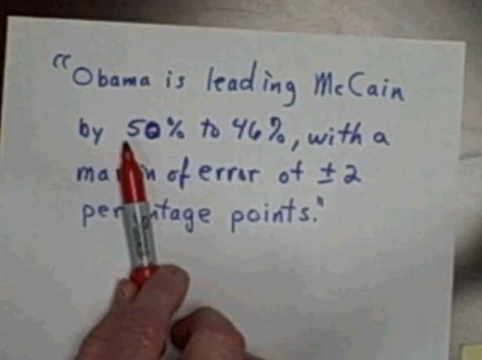 "Obama is leading McCain
by 50% to 46%, with a
of error of ±2
points."